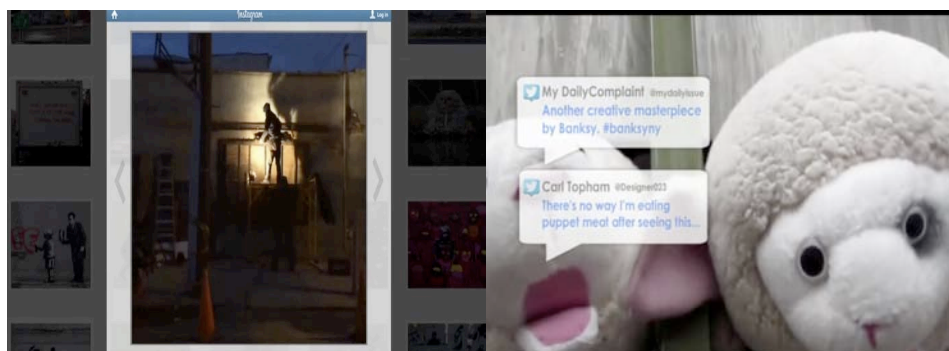 Instagram
Log in
My DailyComplaint @mydailyissue
Another creative masterpiece
by Banksy. #banksyny
Carl Topham @Designer023
There's no way I'm eating
puppet meat after seeing this...